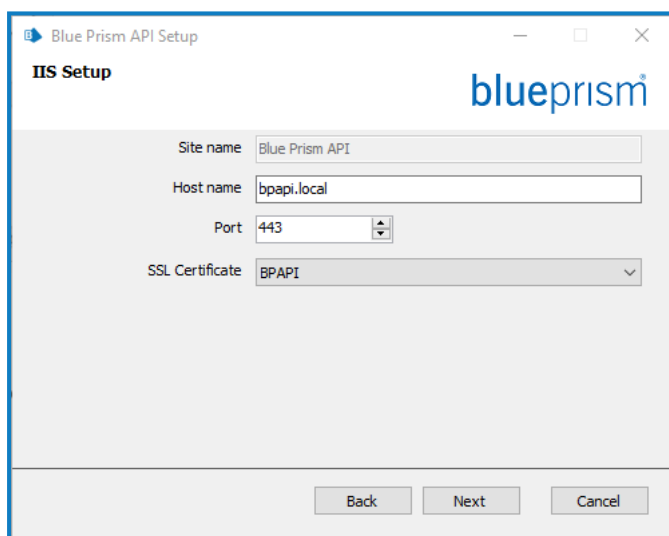 Blue Prism API Setup
IIS Setup
blueprism®
Site name Blue Prism API
Host name bpapi.local
Port 443
SSL Certificate BPAPI
Back Next Cancel